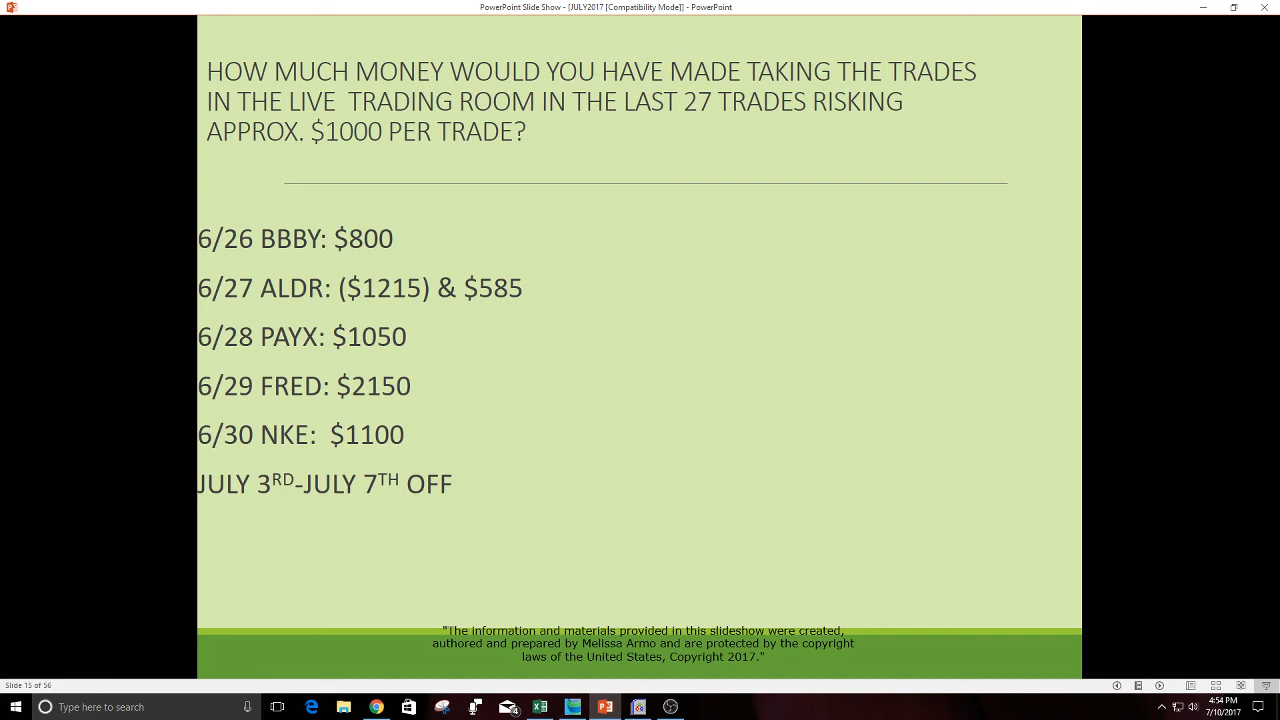 PowerPoint Slide Show - [JULY2017 [Compatibility Mode]] - PowerPoint
HOW MUCH MONEY WOULD YOU HAVE MADE TAKING THE TRADES
IN THE LIVE TRADING ROOM IN THE LAST 27 TRADES RISKING
APPROX. $1000 PER TRADE?
6/26 BBBY: $800
6/27 ALDR: ($1215) & $585
6/28 PAYX: $1050
6/29 FRED: $2150
6/30 NKE: $1100
JULY 3RD-JULY 7TH OFF
"The information and materials provided in this slideshow were created,
authored and prepared by Melissa Armo and are protected by the copyright
laws of the United States, Copyright 2017."
Slide 15 of 56
Type here to search
4
4:54 PM
7/10/2017